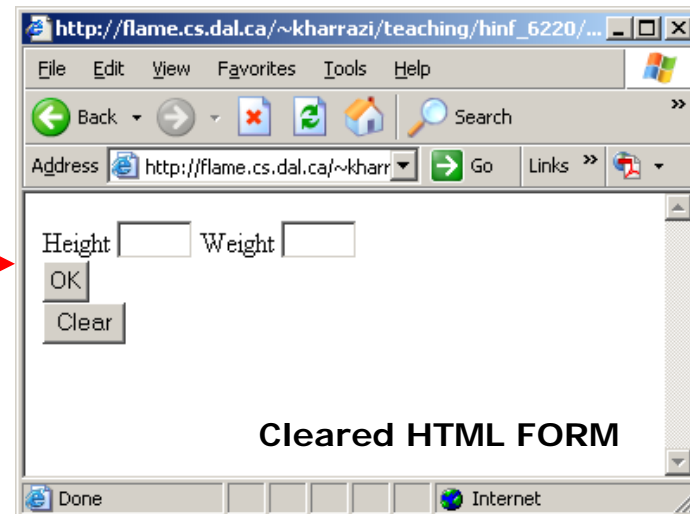 http://flame.cs.dal.ca/~kharrazi/teaching/hinf_6220/...
File Edit View Favorites Tools Help
Back Search »
Address http://flame.cs.dal.ca/~kharr Go Links »
Height Weight
OK
Clear
Cleared HTML FORM
Done Internet